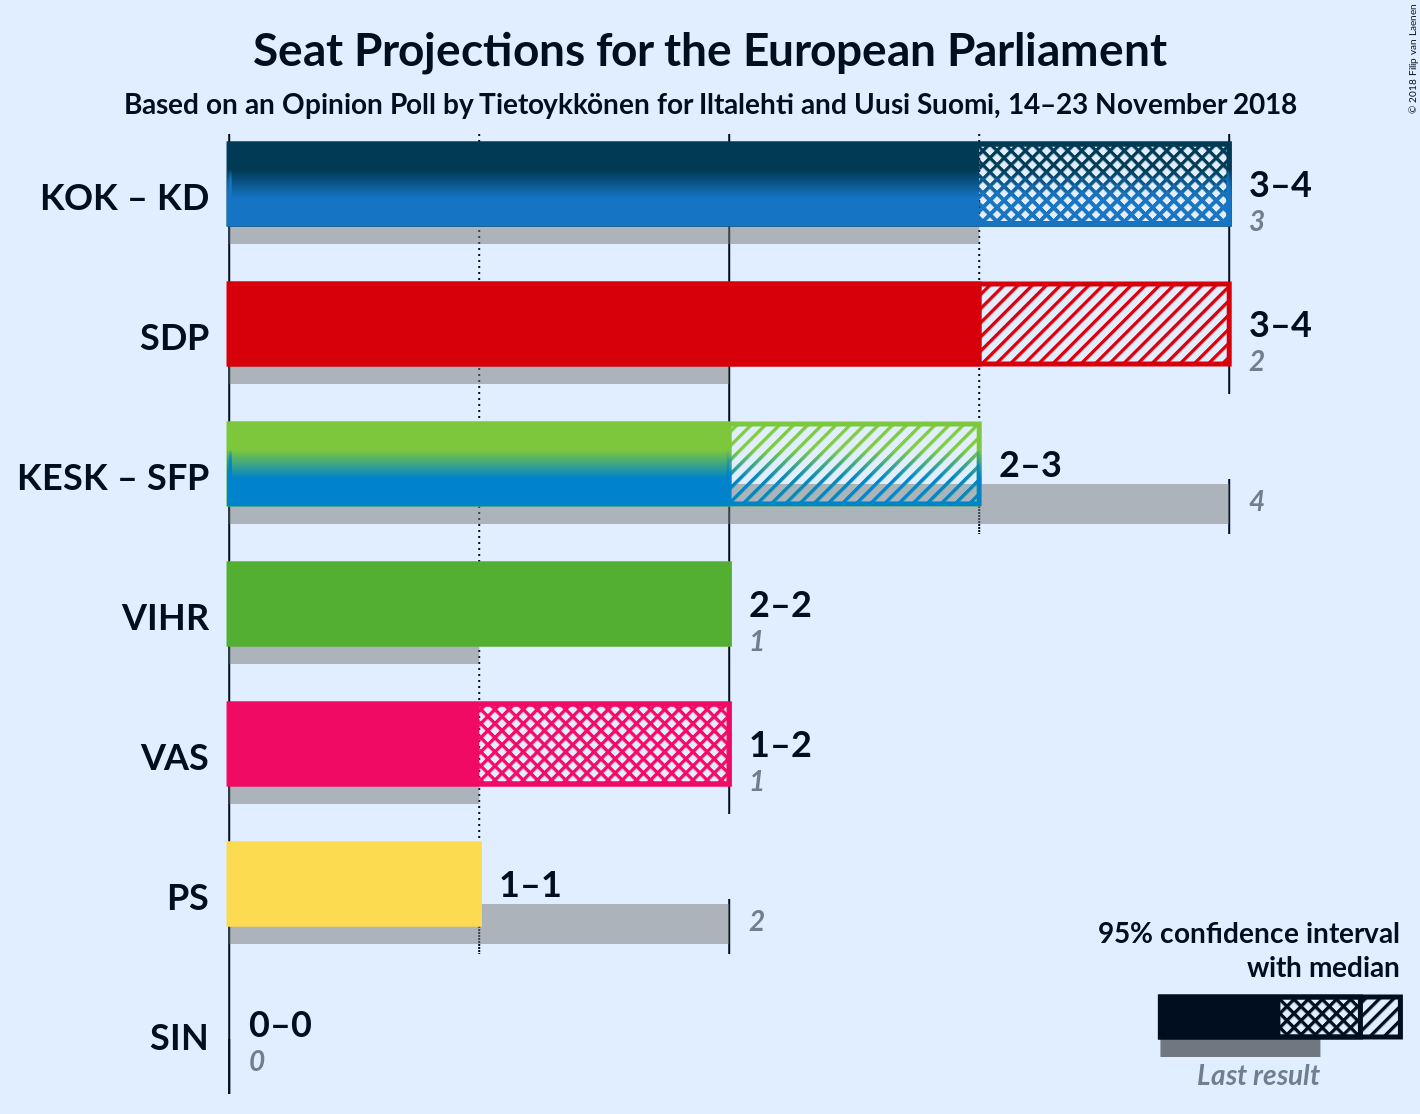 Seat Projections for the European Parliament
Based on an Opinion Poll by Tietoykkönen for Iltalehti and Uusi Suomi, 14–23 November 2018
© 2018 Filip van Laenen
KOK – KD
3–4
3
SDP
3–4
2
KESK – SFP
2–3
4
VIHR
2–2
1
VAS
1–2
1
PS
1–1
2
SIN
0–0
0
95% confidence interval
with median
Last result